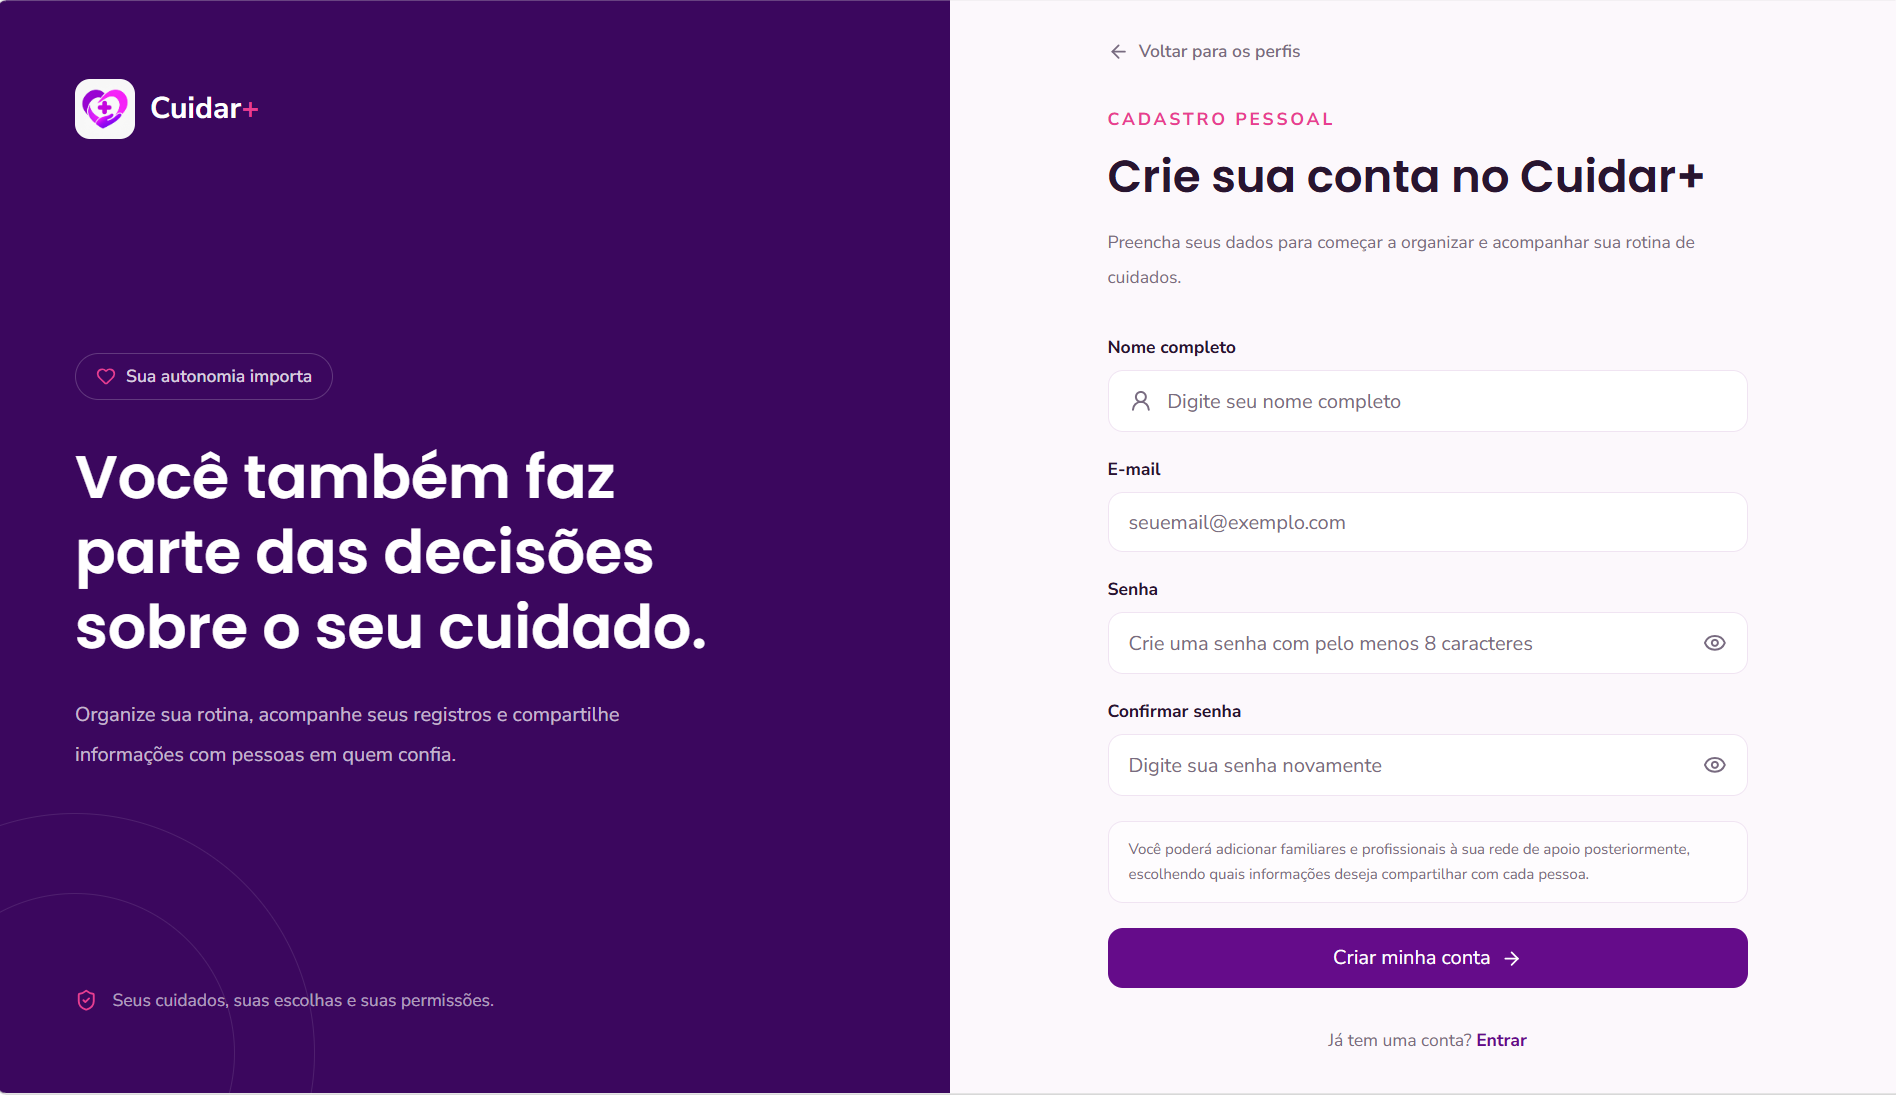 Cuidar+
Sua autonomia importa
Você também faz
parte das decisões
sobre o seu cuidado.
Organize sua rotina, acompanhe seus registros e compartilhe
informações com pessoas em quem confia.
Seus cuidados, suas escolhas e suas permissões.
Voltar para os perfis
CADASTRO PESSOAL
Crie sua conta no Cuidar+
Preencha seus dados para começar a organizar e acompanhar sua rotina de
cuidados.
Nome completo
Digite seu nome completo
E-mail
seuemail@exemplo.com
Senha
Crie uma senha com pelo menos 8 caracteres
Confirmar senha
Digite sua senha novamente
Você poderá adicionar familiares e profissionais à sua rede de apoio posteriormente,
escolhendo quais informações deseja compartilhar com cada pessoa.
Criar minha conta →
Já tem uma conta? Entrar